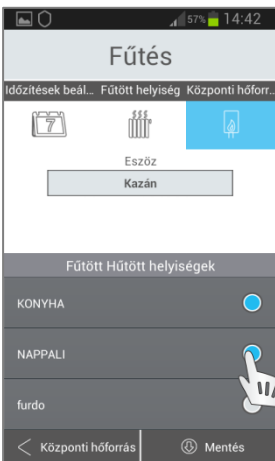 57% 14:42
Fűtés
Időzítések beál... Fűtött helyiség Központi hőforr...
7
Eszöz
Kazán
Fűtött Hűtött helyiségek
KONYHA
NAPPALI
furdo
Központi hőforrás Mentés